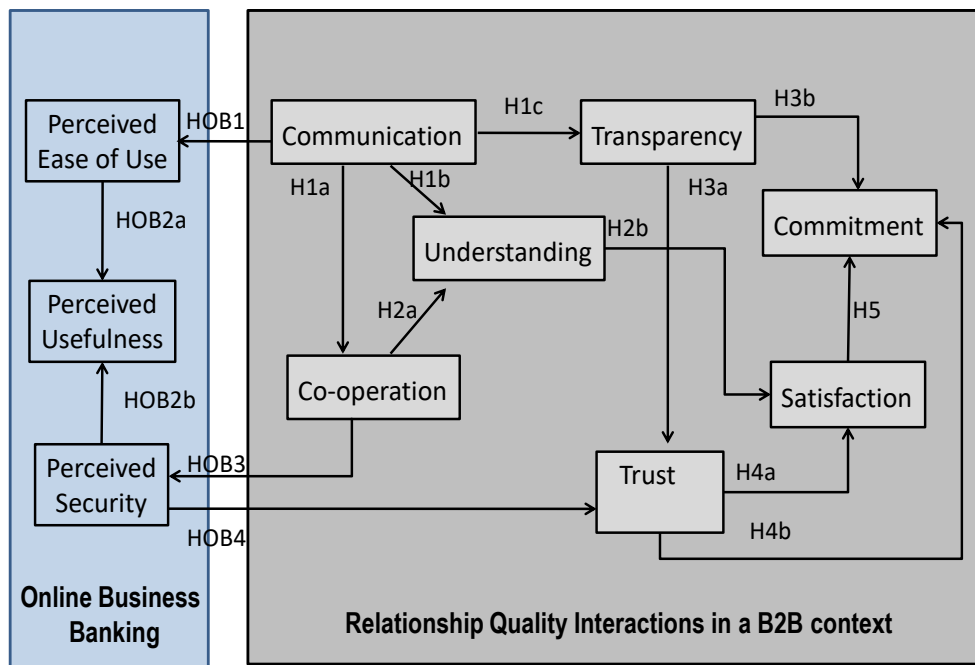 HOB1
Perceived
Ease of Use
HOB2a
Perceived
Usefulness
HOB2b
Perceived
Security
HOB3
HOB4
Online Business
Banking
Communication
H1c
Transparency
H3b
H1a
H1b
H3a
Understanding
H2b
Commitment
H2a
H5
Co-operation
Satisfaction
Trust
H4a
H4b
Relationship Quality Interactions in a B2B context